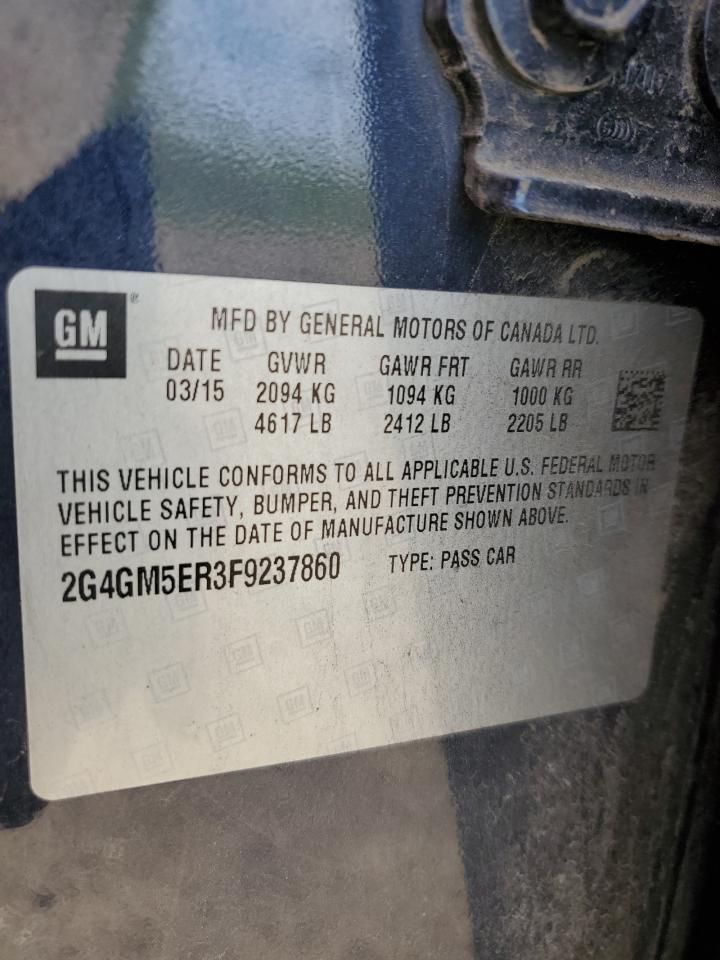 GM
®
MFD BY GENERAL MOTORS OF CANADA LTD.
DATE GVWR GAWR FRT GAWR RR
03/15 2094 KG 1094 KG 1000 KG
4617 LB 2412 LB 2205 LB
THIS VEHICLE CONFORMS TO ALL APPLICABLE U.S. FEDERAL MOTOR
VEHICLE SAFETY, BUMPER, AND THEFT PREVENTION STANDARDS IN
EFFECT ON THE DATE OF MANUFACTURE SHOWN ABOVE.
2G4GM5ER3F9237860 TYPE: PASS CAR